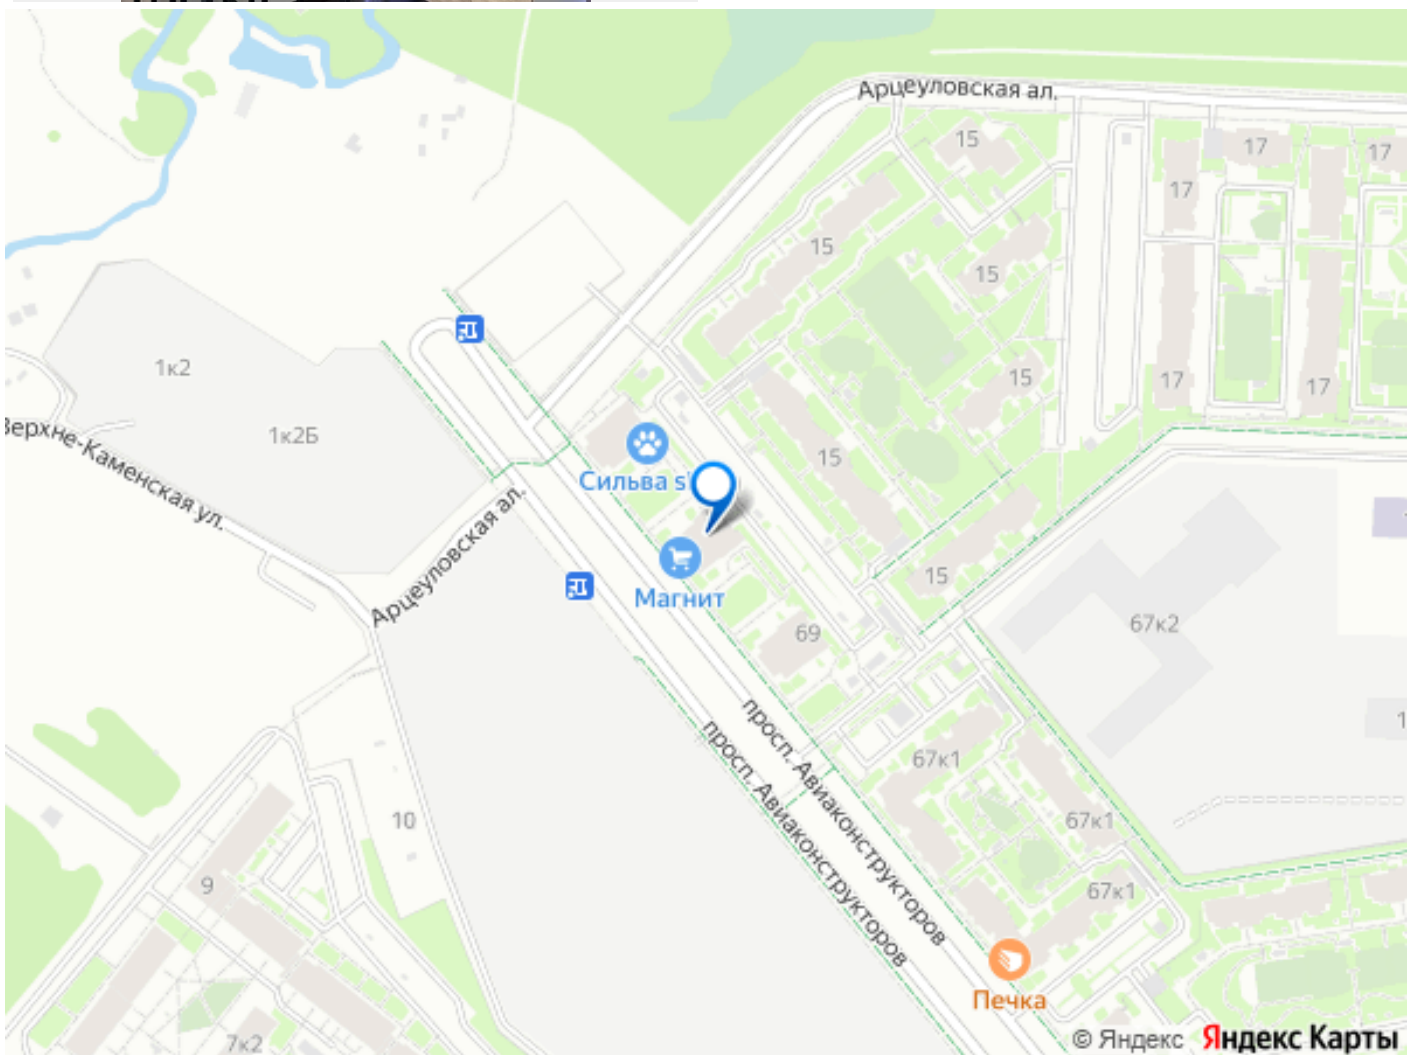 Арцеуловская ал.
15
17
17
17
15
15
1к2
15
17
17
1к2Б
Сильва s
15
Верхне-Каменская ул.
Арцеуловская ал.
15
Магнит
69
67к2
просп. Авиаконструкторов
просп. Авиаконструкторов
67к1
67к1
10
9
67к1
Печка
7к2
© Яндекс Яндекс Карты